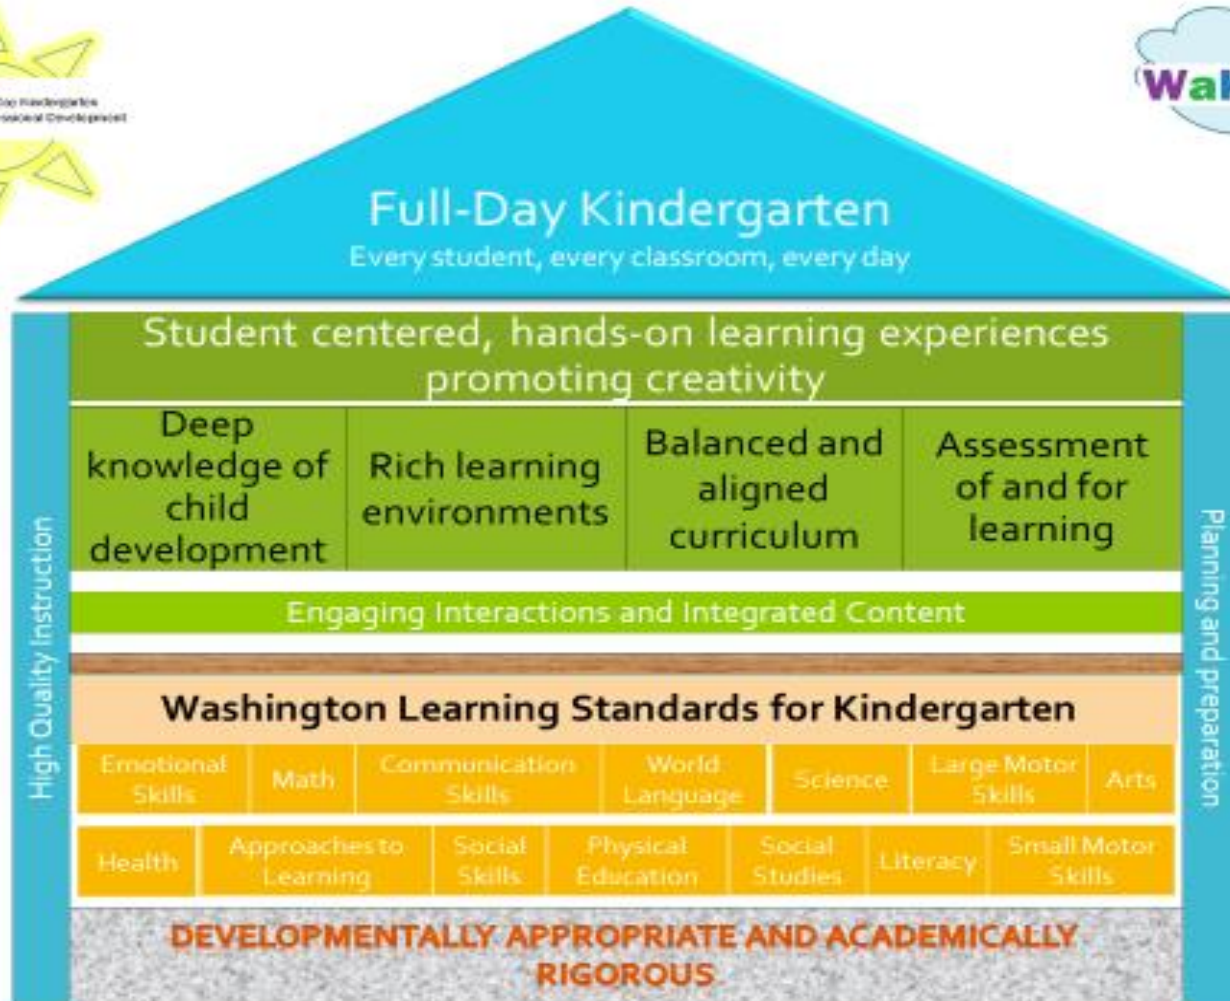 Kindergarten
Development
Wa
Full-Day Kindergarten
Every student, every classroom, every day
Student centered, hands-on learning experiences
promoting creativity
Deep
knowledge of
child
development
Rich learning
environments
Balanced and
aligned
curriculum
Assessment
of and for
learning
High Quality Instruction
Planning and preparation
Engaging Interactions and Integrated Content
Washington Learning Standards for Kindergarten
Emotional
Skills
Math
Communication
Skills
World
Language
Science
Large Motor
Skills
Arts
Health
Approaches to
Learning
Social
Skills
Physical
Education
Social
Studies
Literacy
Small Motor
Skills
DEVELOPMENTALLY APPROPRIATE AND ACADEMICALLY
RIGOROUS